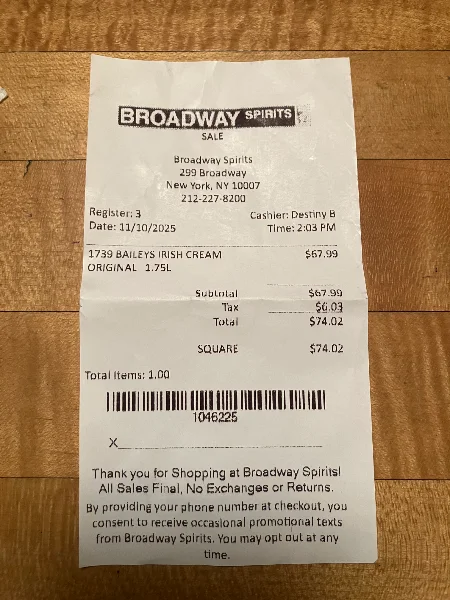 BROADWAY SPIRITS
SALE
Broadway Spirits
299 Broadway
New York, NY 10007
212-227-8200
Register: 3 Cashier: Destiny B
Date: 11/10/2025 Time: 2:03 PM
1739 BAILEYS IRISH CREAM $67.99
ORIGINAL 1.75L
Subtotal $67.99
Tax $6.03
Total $74.02
SQUARE $74.02
Total Items: 1.00
1046225
X
Thank you for Shopping at Broadway Spirits!
All Sales Final, No Exchanges or Returns.
By providing your phone number at checkout, you
consent to receive occasional promotional texts
from Broadway Spirits. You may opt out at any
time.